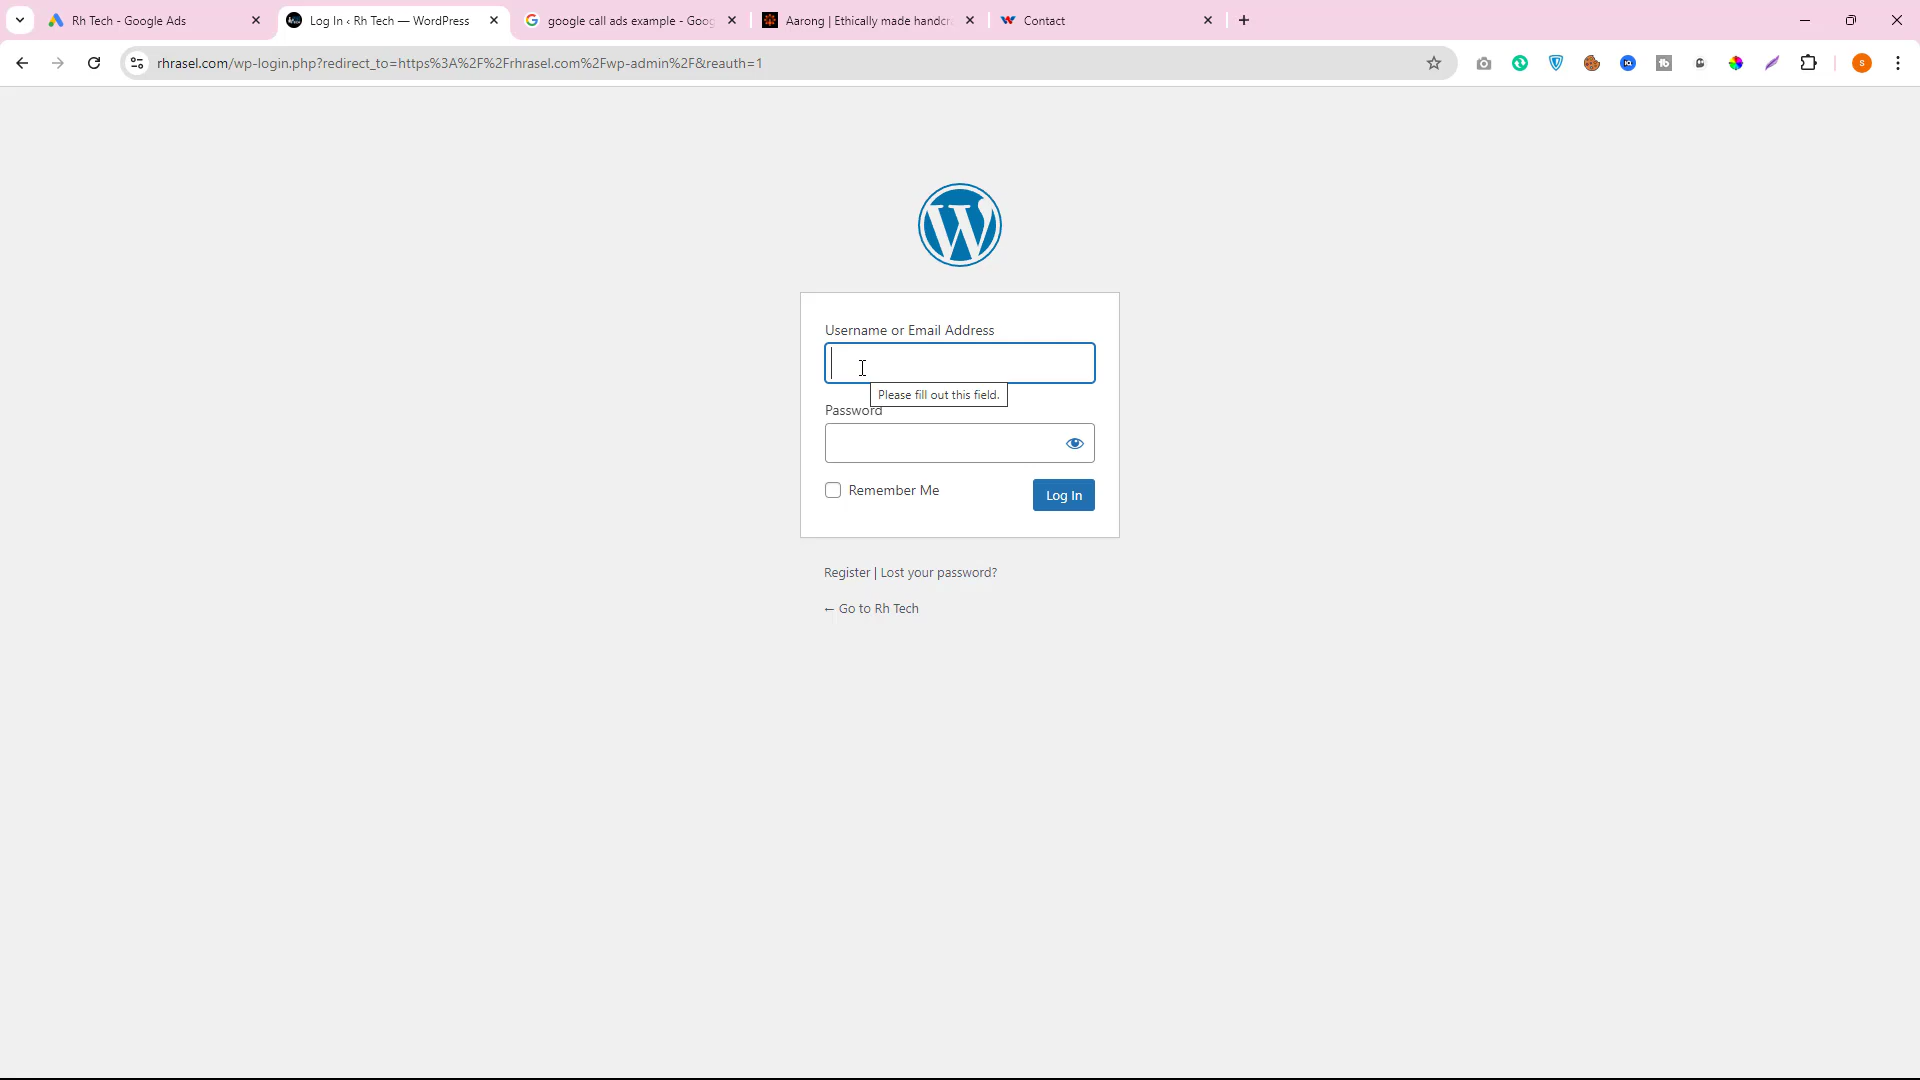 Rh Tech - Google Ads
Log In ‹ Rh Tech — WordPress
google call ads example - Goog
Aarong | Ethically made handcra
Contact
rhrasel.com/wp-login.php?redirect_to=https%3A%2F%2Frhrasel.com%2Fwp-admin%2F&reauth=1
Username or Email Address
Please fill out this field.
Password
Remember Me
Log In
Register | Lost your password?
← Go to Rh Tech